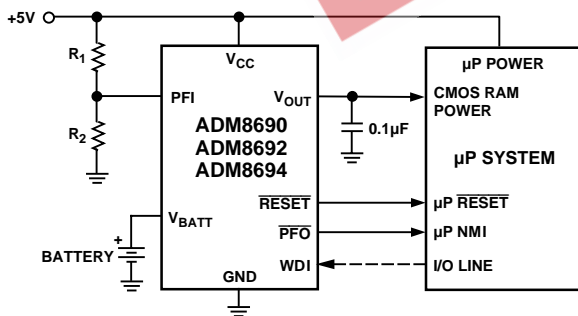 +5V
R1
R2
VCC
PFI
VOUT
ADM8690
ADM8692
ADM8694
0.1µF
RESET
PFO
VBATT
WDI
GND
BATTERY
+
µP POWER
CMOS RAM
POWER
µP SYSTEM
µP RESET
µP NMI
I/O LINE